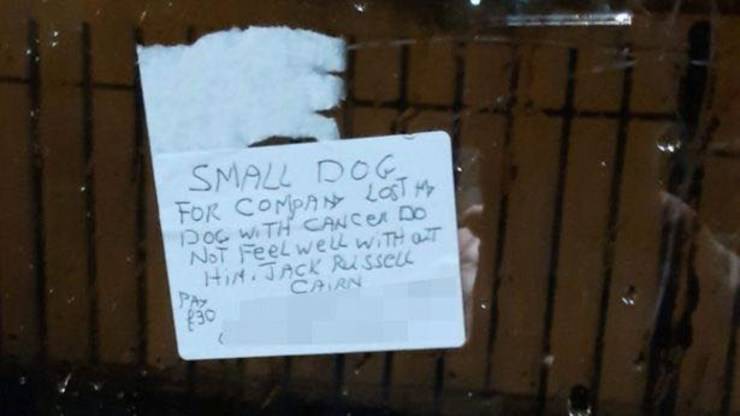 SMALL DOG
FOR COMPANY LOST MY
DOG WITH CANCER DO
NOT FEEL WELL WITH OUT
HIM. JACK RUSSELL
CAIRN
PAY
£30